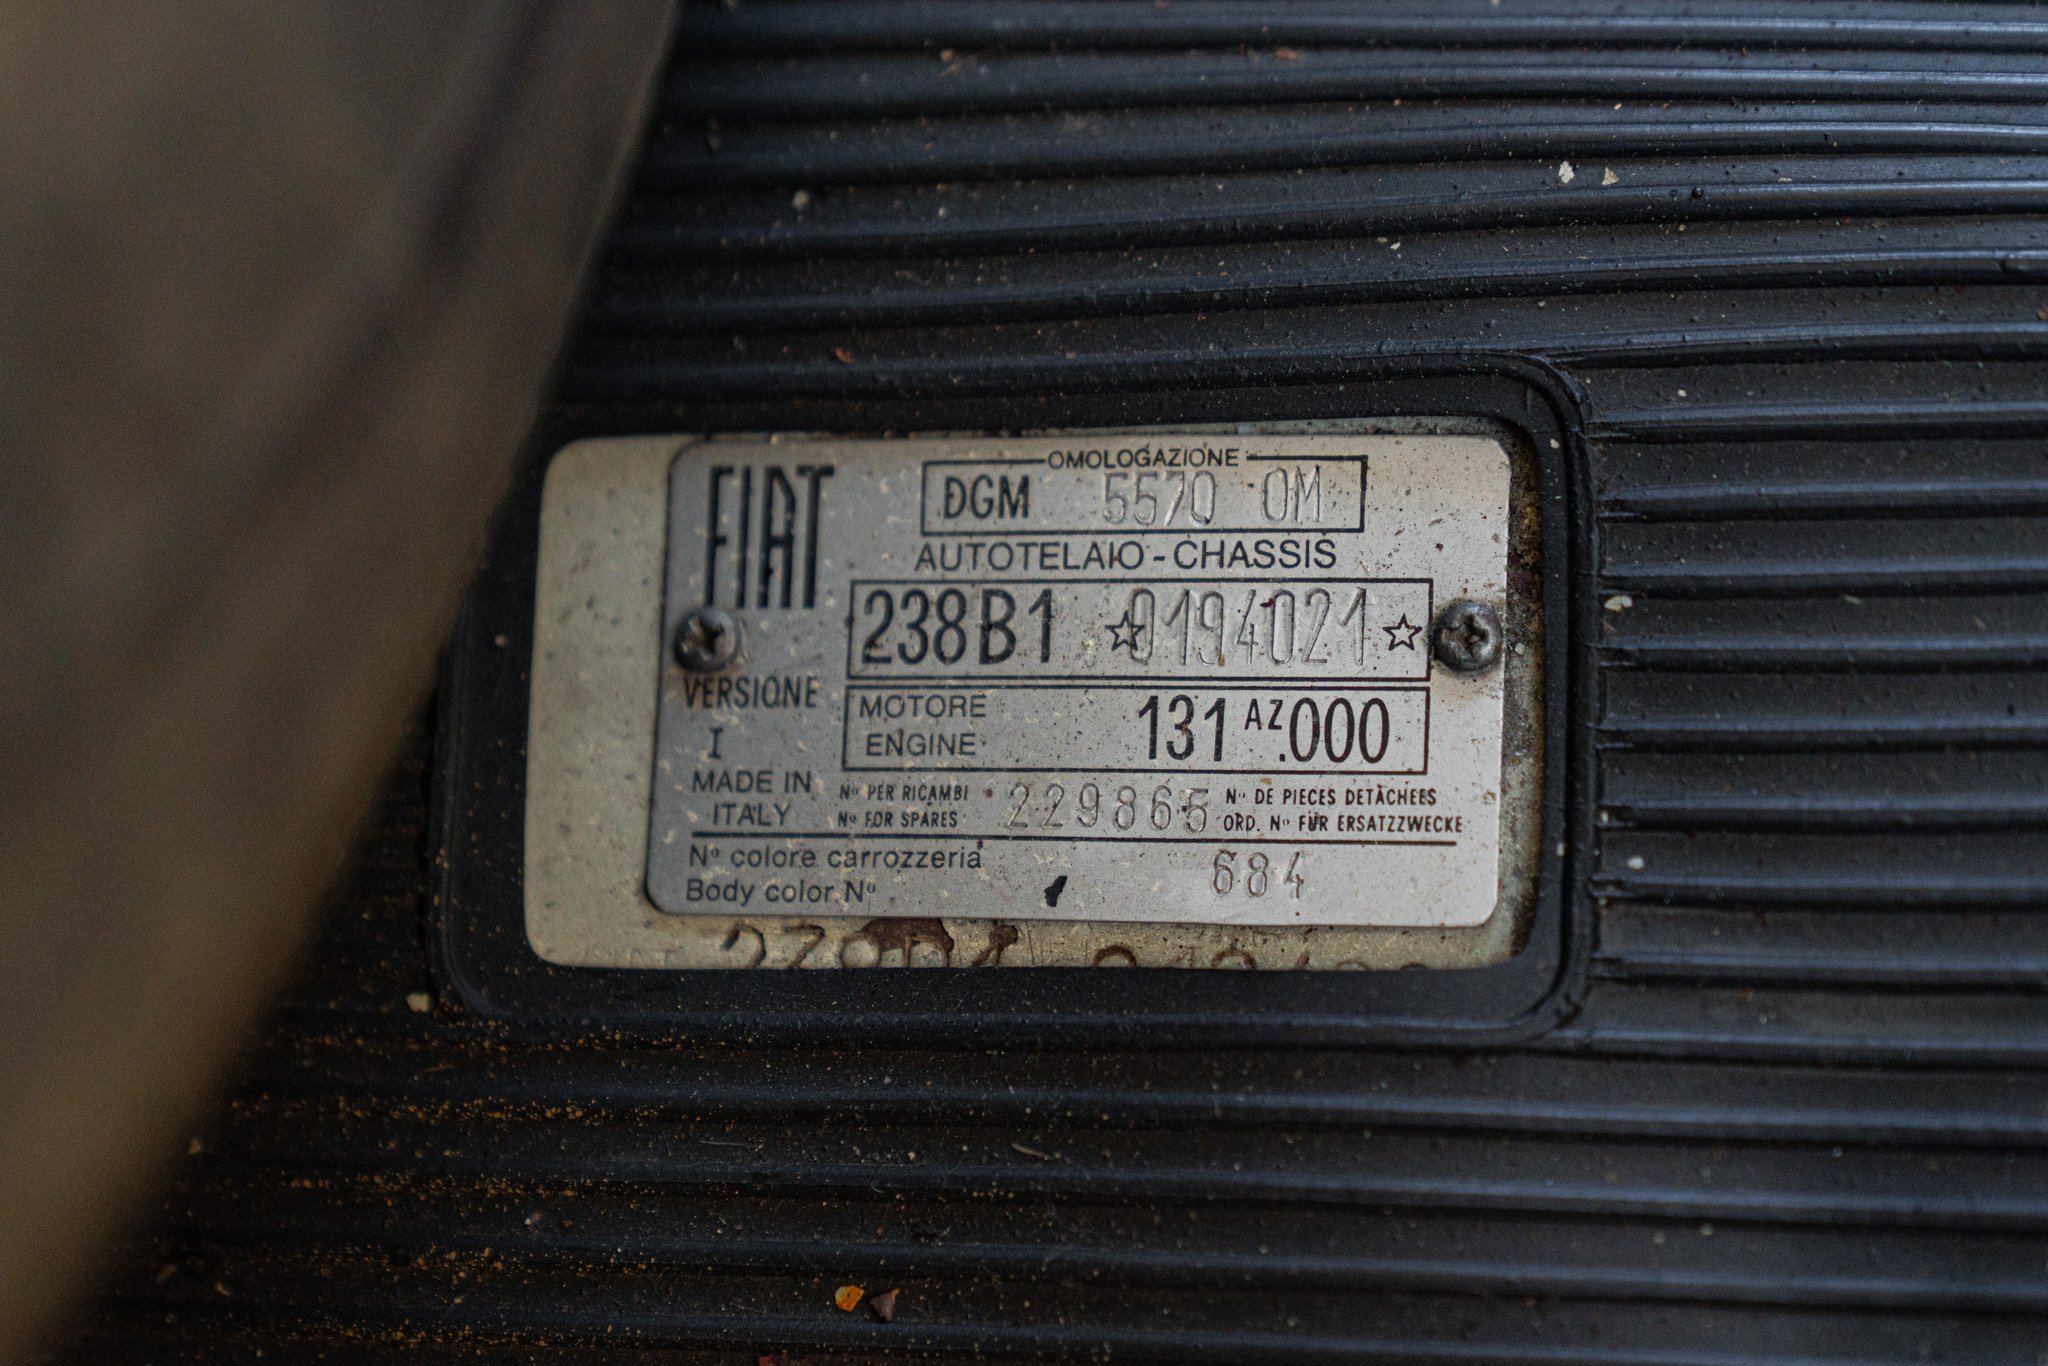 FIAT
OMOLOGAZIONE
DGM 5570 OM
AUTOTELAIO - CHASSIS
238B1 ☆0194021☆
VERSIONE
I
MOTORE
ENGINE
131 AZ.000
MADE IN
ITALY
Nº PER RICAMBI
Nº FOR SPARES
229865
Nº DE PIECES DETACHEES
ORD. Nº FÜR ERSATZZWECKE
Nº colore carrozzeria
Body color Nº
684